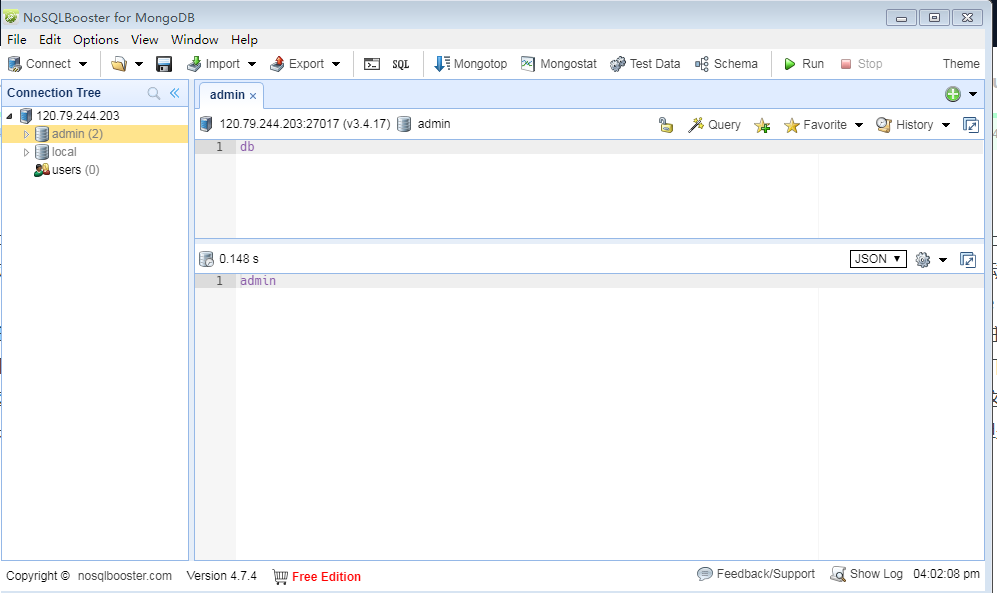 NoSQLBooster for MongoDB
File Edit Options View Window Help
Connect Import Export SQL Mongotop Mongostat Test Data Schema Run Stop Theme
Connection Tree
admin ×
120.79.244.203
120.79.244.203:27017 (v3.4.17) admin Query Favorite History
admin (2)
local
users (0)
1 db
0.148 s JSON
1 admin
Copyright © nosqlbooster.com Version 4.7.4 Free Edition Feedback/Support Show Log 04:02:08 pm